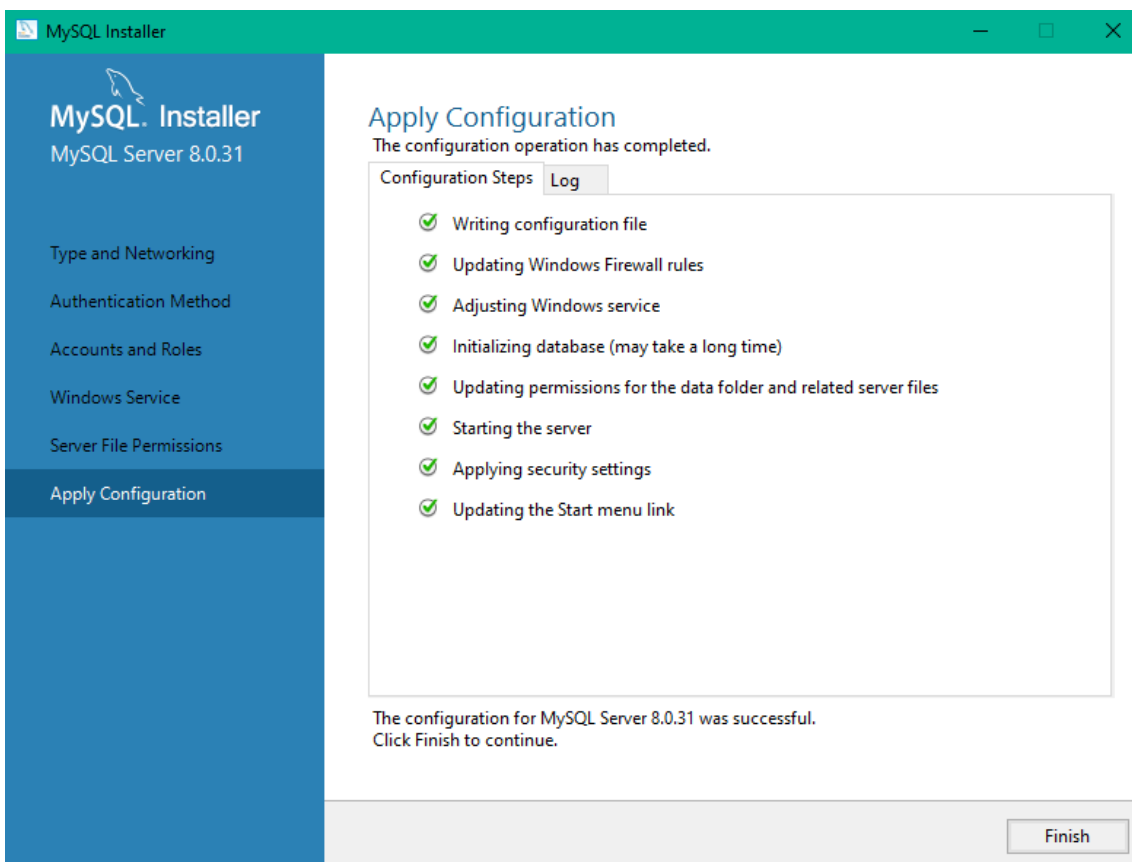 MySQL Installer
MySQL. Installer
MySQL Server 8.0.31
Type and Networking
Authentication Method
Accounts and Roles
Windows Service
Server File Permissions
Apply Configuration
Apply Configuration
The configuration operation has completed.
Configuration Steps
Log
Writing configuration file
Updating Windows Firewall rules
Adjusting Windows service
Initializing database (may take a long time)
Updating permissions for the data folder and related server files
Starting the server
Applying security settings
Updating the Start menu link
The configuration for MySQL Server 8.0.31 was successful.
Click Finish to continue.
Finish